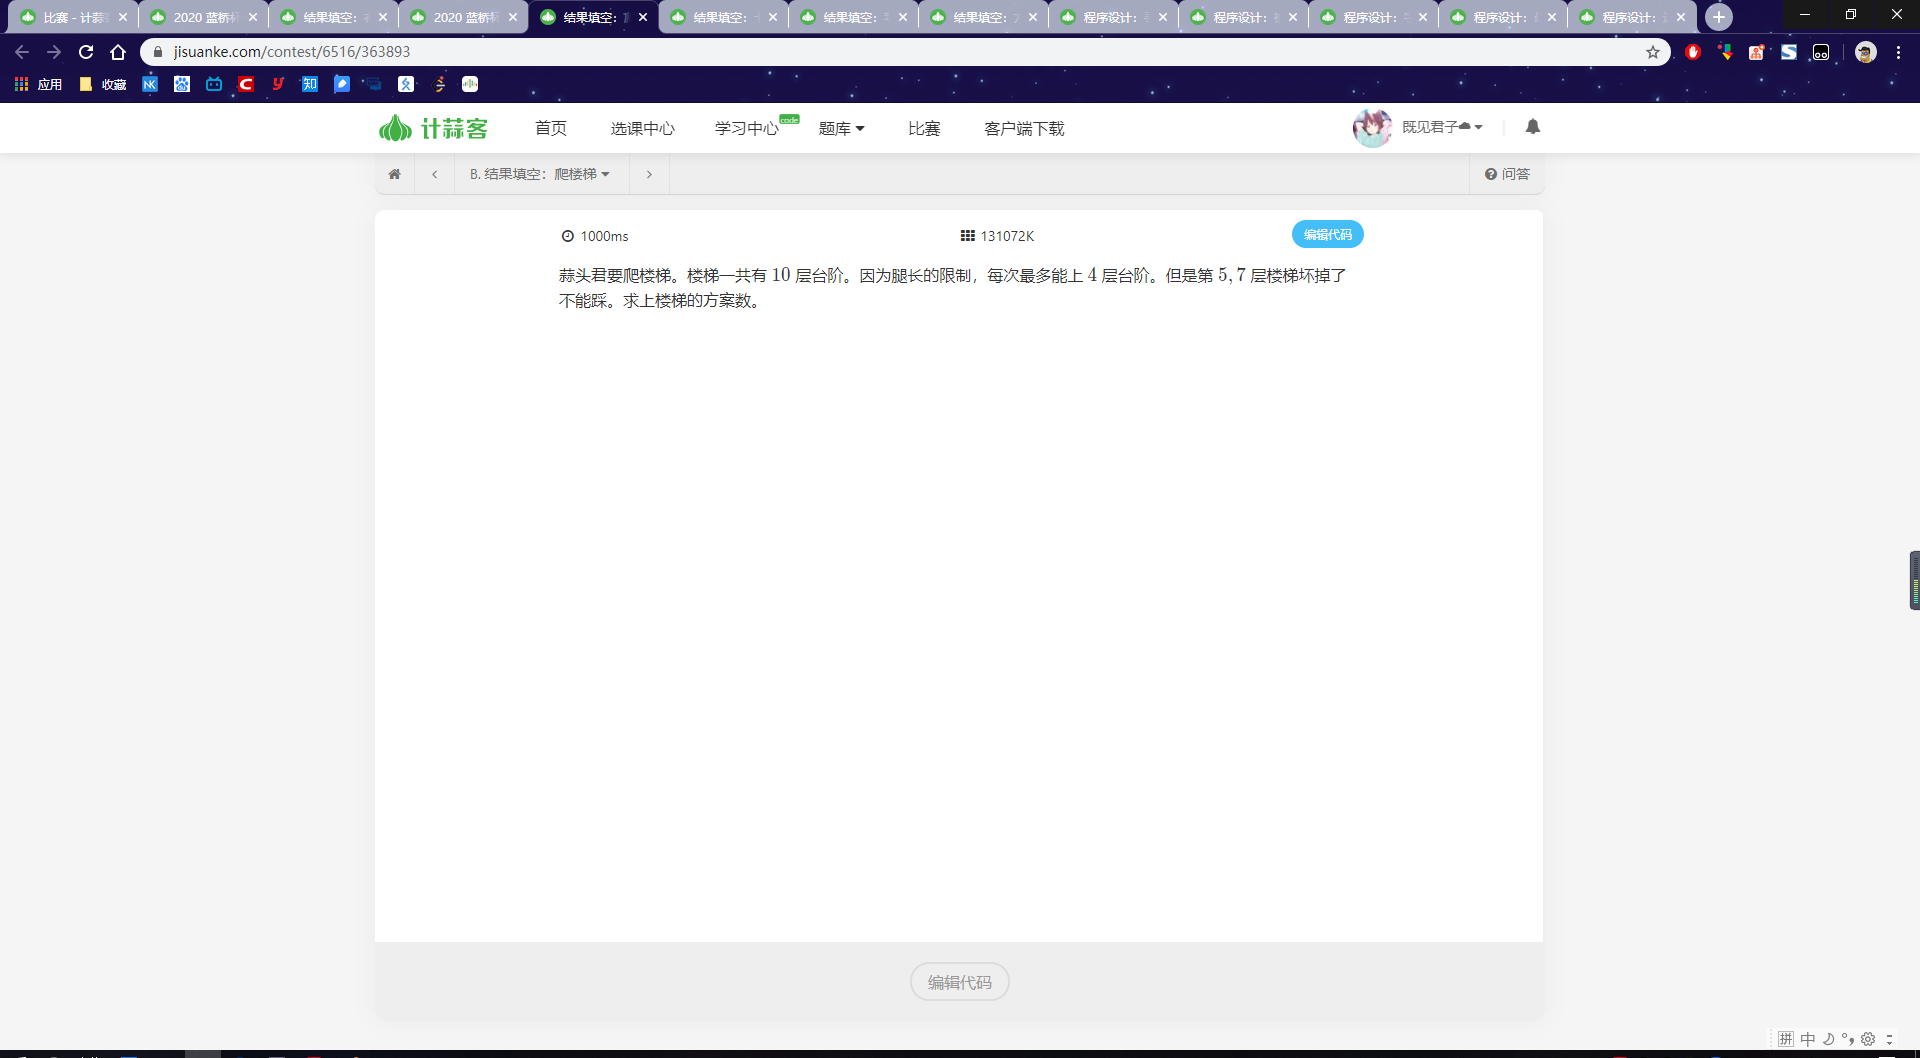 比赛 - 计蒜
2020 蓝桥杯
结果填空：
2020 蓝桥杯
结果填空：
结果填空：
结果填空：
结果填空：
程序设计：
程序设计：
程序设计：
程序设计：
程序设计：
jisuanke.com/contest/6516/363893
应用 收藏 NK 知
计蒜客 首页 选课中心 学习中心 code 题库 比赛 客户端下载 既见君子
B. 结果填空：爬楼梯 问答
1000ms 131072K 编辑代码
蒜头君要爬楼梯。楼梯一共有 10 层台阶。因为腿长的限制，每次最多能上 4 层台阶。但是第 5, 7 层楼梯坏掉了
不能踩。求上楼梯的方案数。
编辑代码
拼 中